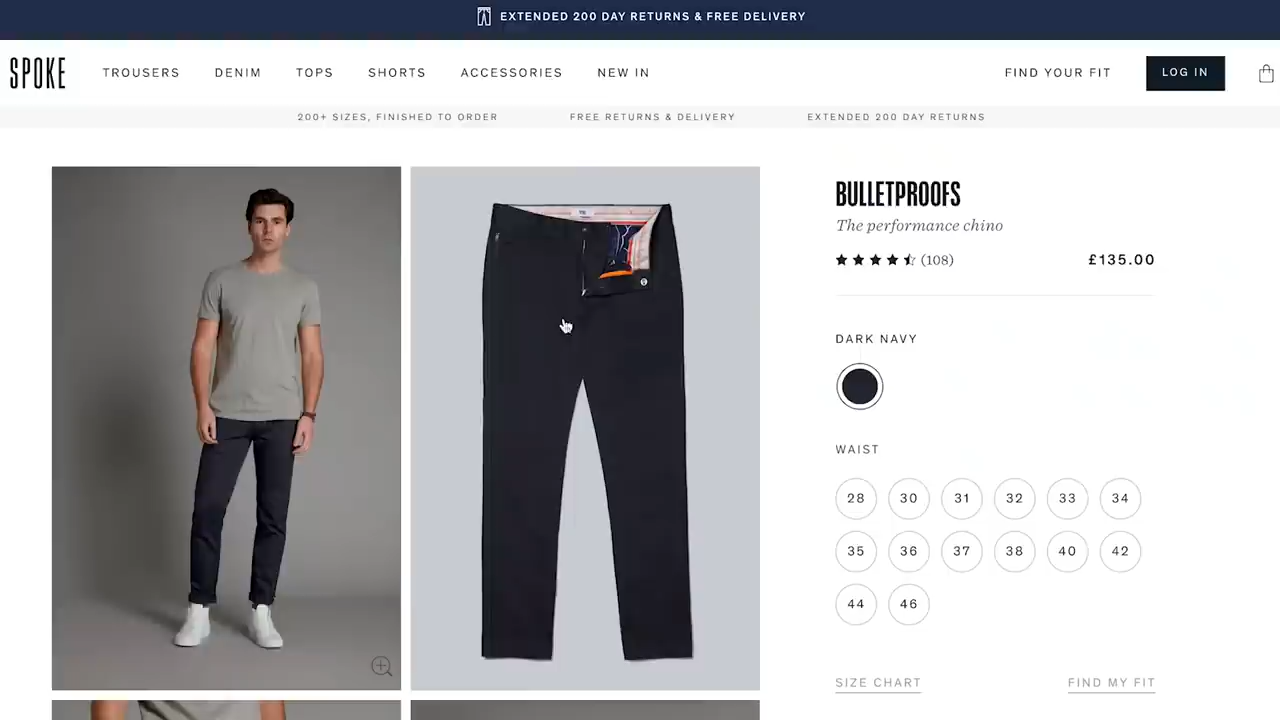 EXTENDED 200 DAY RETURNS & FREE DELIVERY
SPOKE TROUSERS DENIM TOPS SHORTS ACCESSORIES NEW IN FIND YOUR FIT LOG IN
200+ SIZES, FINISHED TO ORDER FREE RETURNS & DELIVERY EXTENDED 200 DAY RETURNS
BULLETPROOFS
The performance chino
(108) £135.00
DARK NAVY
WAIST
28 30 31 32 33 34
35 36 37 38 40 42
44 46
SIZE CHART FIND MY FIT